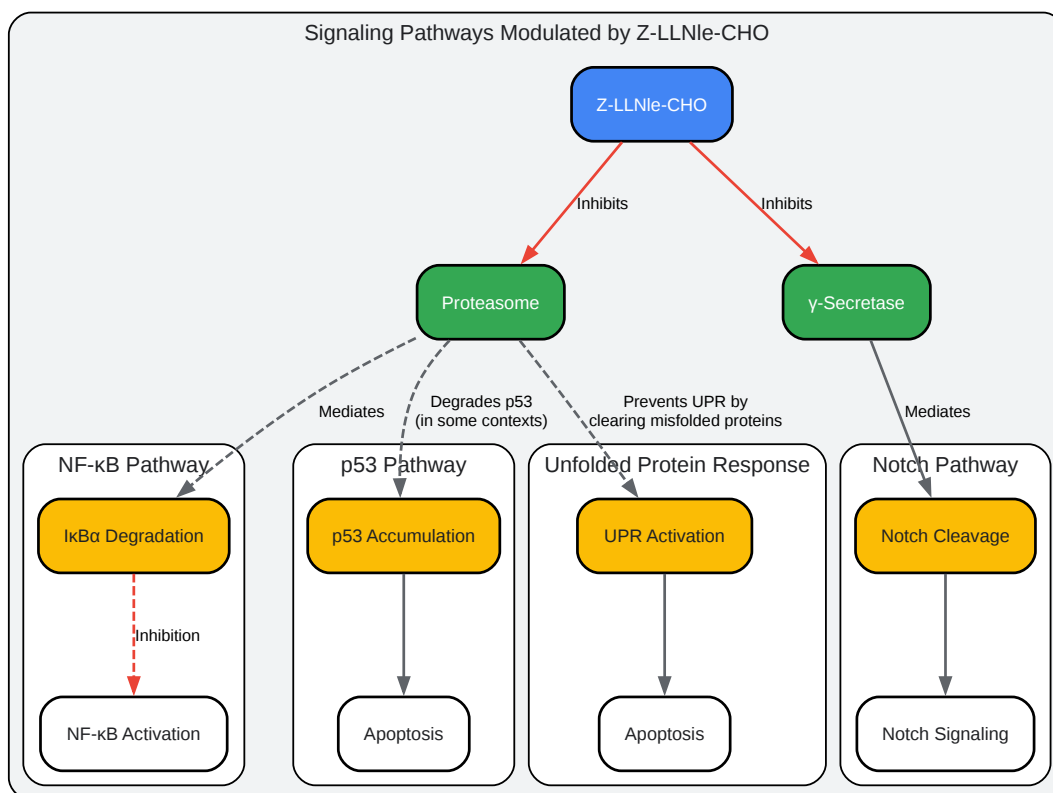 Signaling Pathways Modulated by Z-LLNle-CHO
Z-LLNle-CHO
Inhibits
Inhibits
Proteasome
γ-Secretase
Mediates
Degrades p53
(in some contexts)
Prevents UPR by
clearing misfolded proteins
Mediates
NF-κB Pathway
p53 Pathway
Unfolded Protein Response
Notch Pathway
IκBα Degradation
p53 Accumulation
UPR Activation
Notch Cleavage
Inhibition
NF-κB Activation
Apoptosis
Apoptosis
Notch Signaling